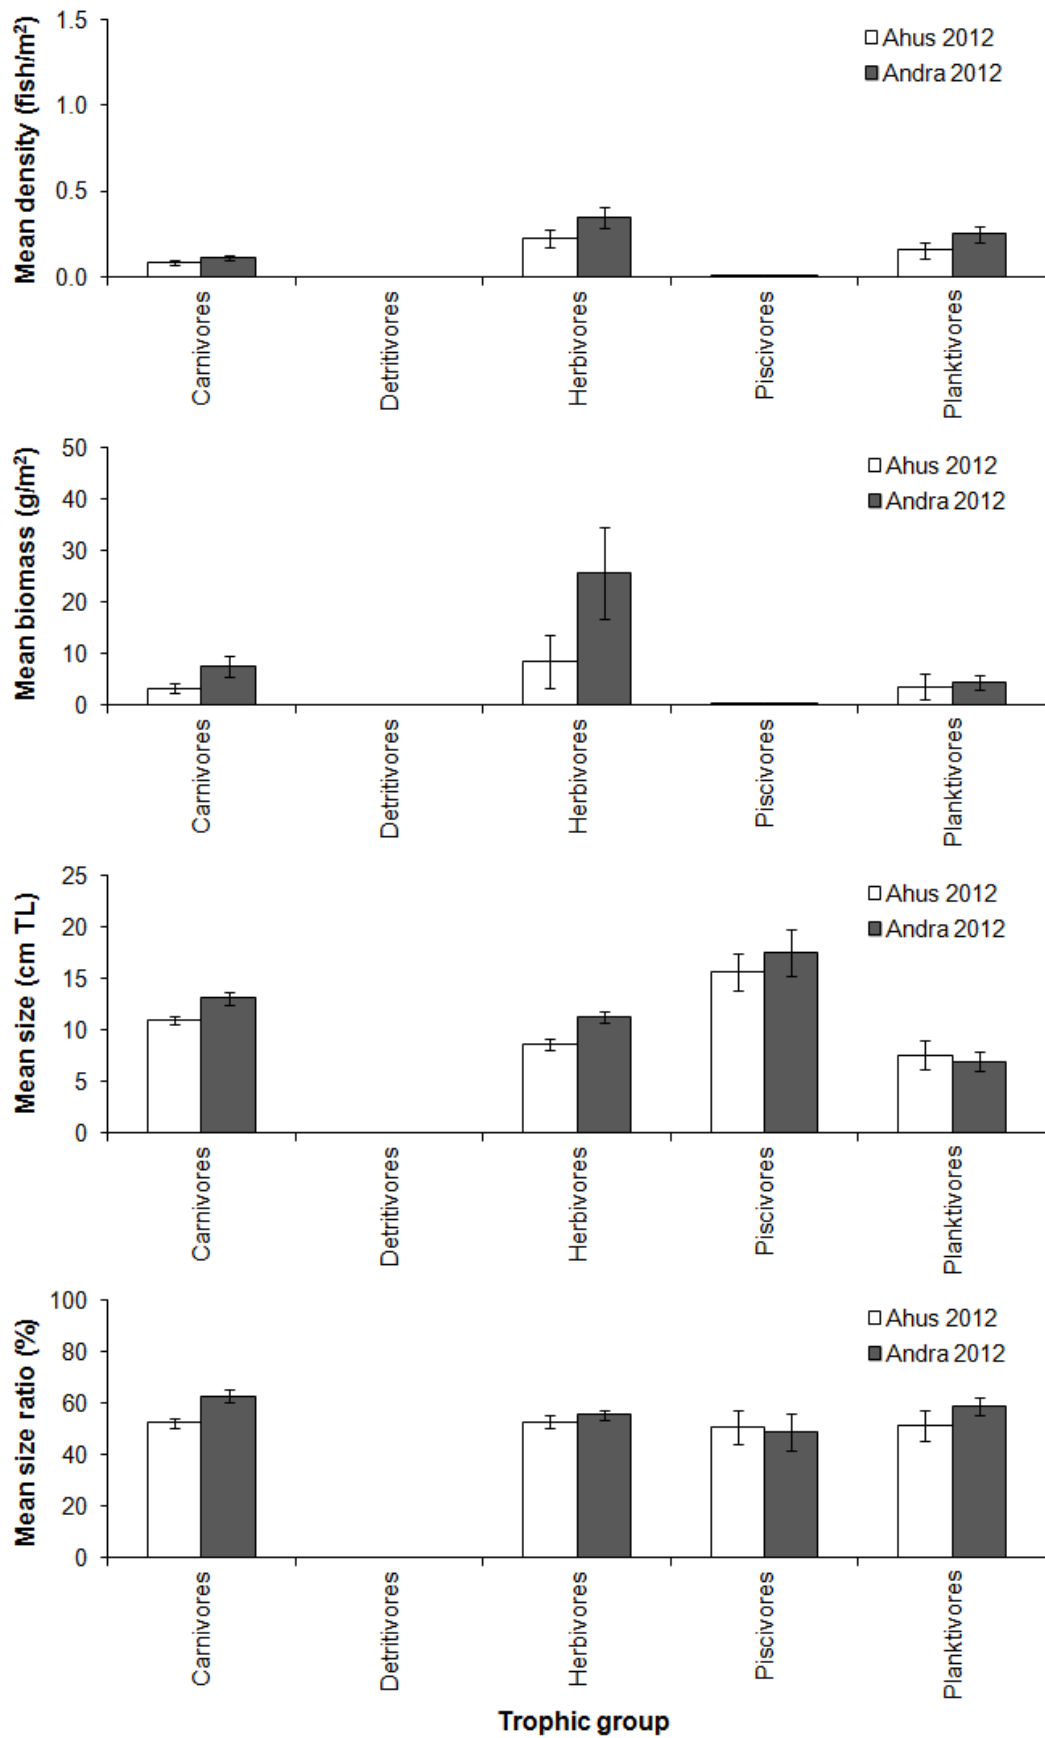 Mean density (fish/m²)
1.5
1.0
0.5
0.0
Ahus 2012
Andra 2012
Carnivores
Detritivores
Herbivores
Piscivores
Planktivores
Mean biomass (g/m²)
50
40
30
20
10
0
Ahus 2012
Andra 2012
Carnivores
Detritivores
Herbivores
Piscivores
Planktivores
Mean size (cm TL)
25
20
15
10
5
0
Ahus 2012
Andra 2012
Carnivores
Detritivores
Herbivores
Piscivores
Planktivores
Mean size ratio (%)
100
80
60
40
20
0
Ahus 2012
Andra 2012
Carnivores
Detritivores
Herbivores
Piscivores
Planktivores
Trophic group